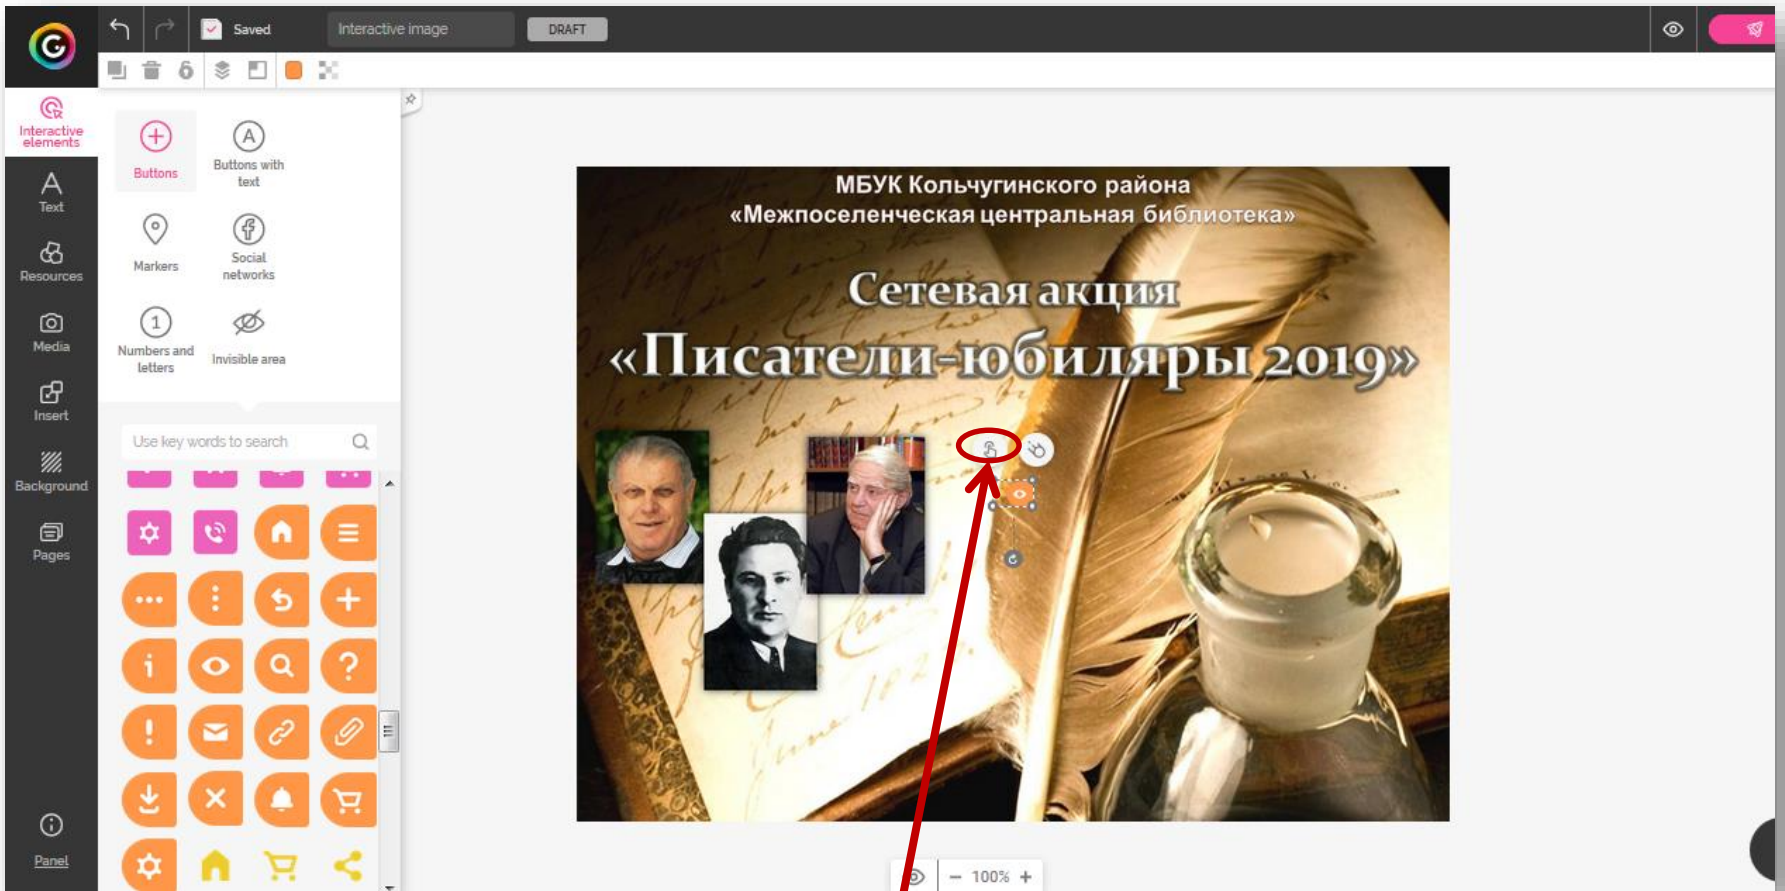 Saved
Interactive image
DRAFT
Interactive
elements
Text
Resources
Media
Insert
Background
Pages
Panel
Buttons
Buttons with
text
Markers
Social
networks
Numbers and
letters
Invisible area
Use key words to search
МБУК Кольчугинского района
«Межпоселенческая центральная библиотека»
Сетевая акция
«Писатели-юбиляры 2019»
100%